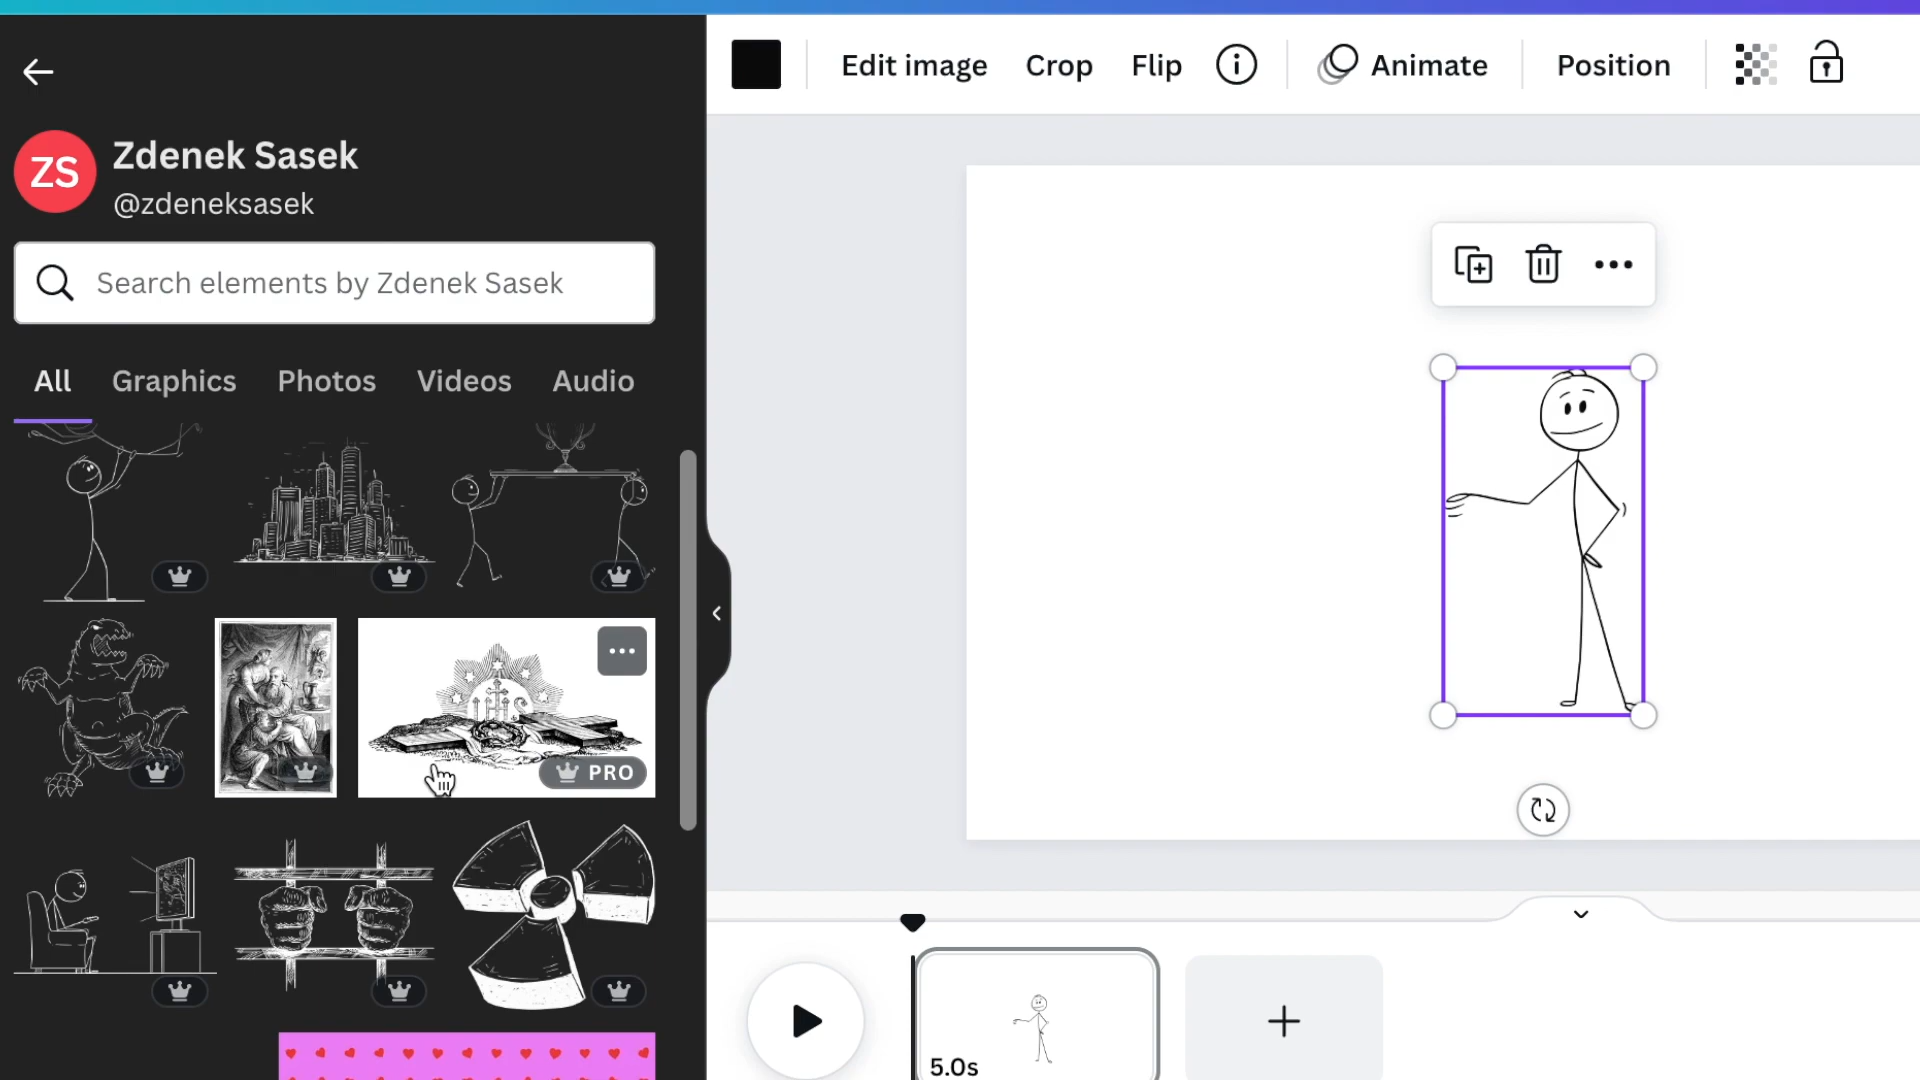 Edit image Crop Flip Animate Position
ZS
Zdenek Sasek
@zdeneksasek
Search elements by Zdenek Sasek
All Graphics Photos Videos Audio
IHS
PRO
5.0s